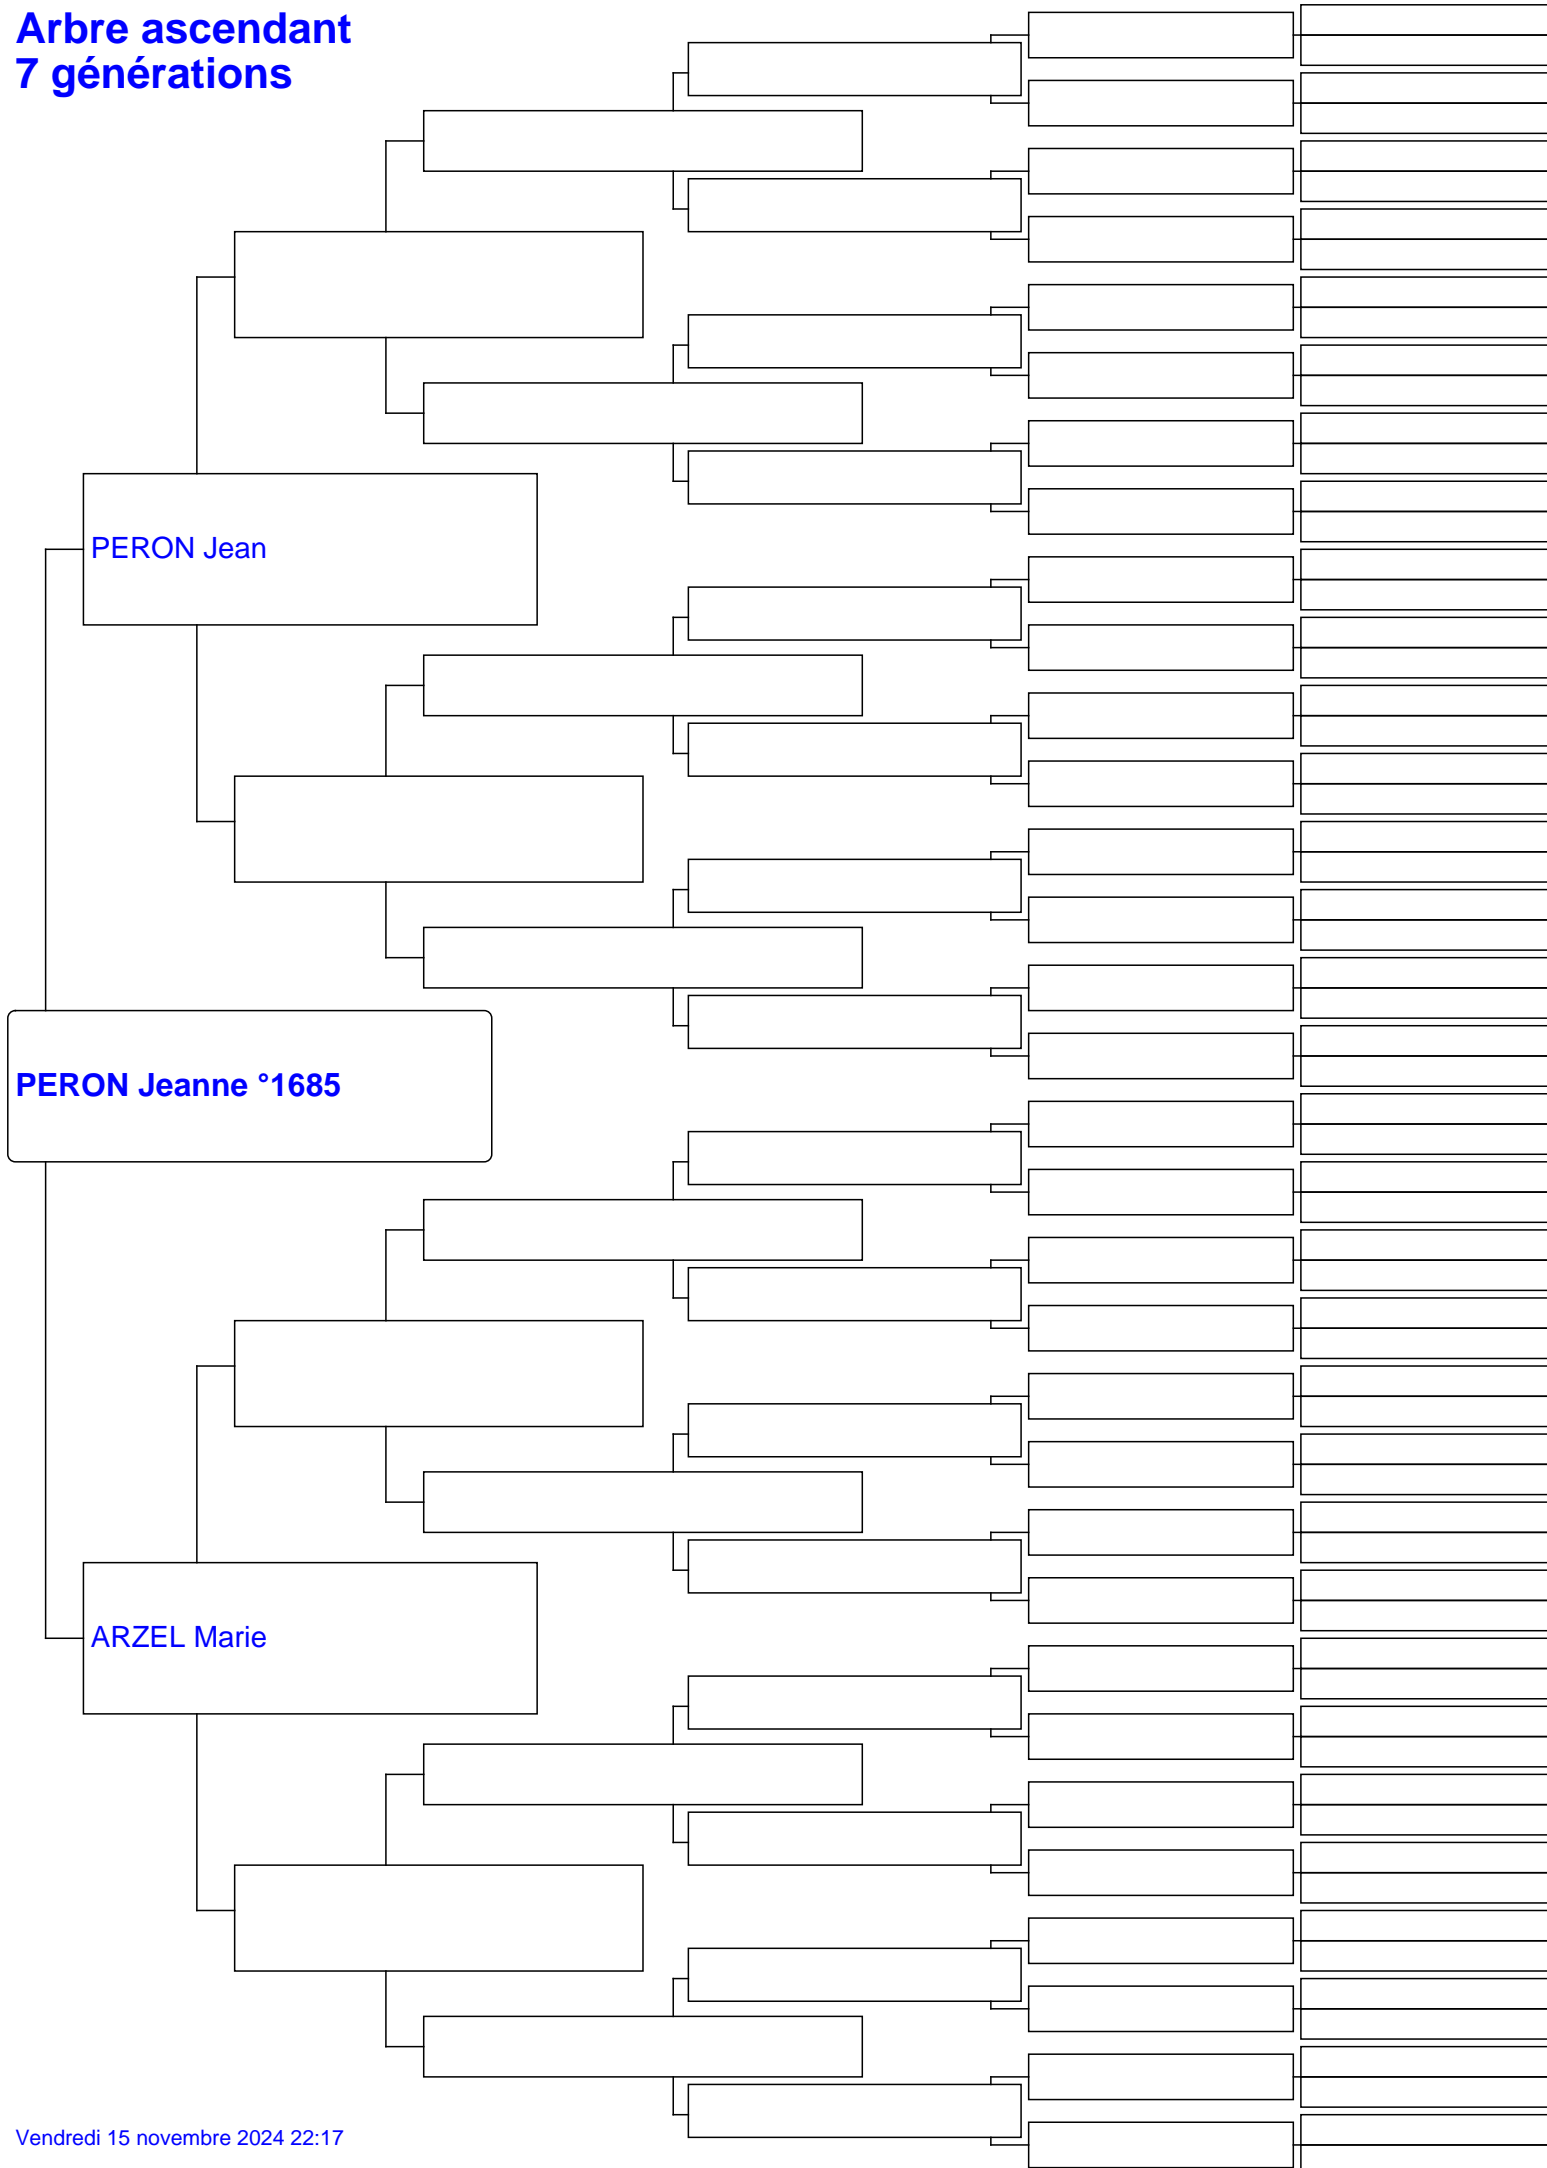 Arbre ascendant
7 générations
PERON Jean
PERON Jeanne °1685
ARZEL Marie
Vendredi 15 novembre 2024 22:17